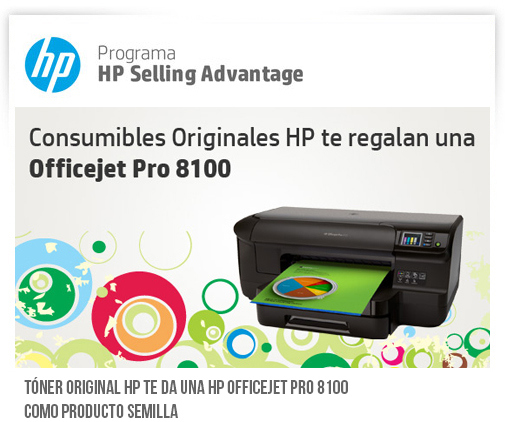 hp
Programa
HP Selling Advantage
Consumibles Originales HP te regalan una
Officejet Pro 8100
TÓNER ORIGINAL HP TE DA UNA HP OFFICEJET PRO 8100
COMO PRODUCTO SEMILLA